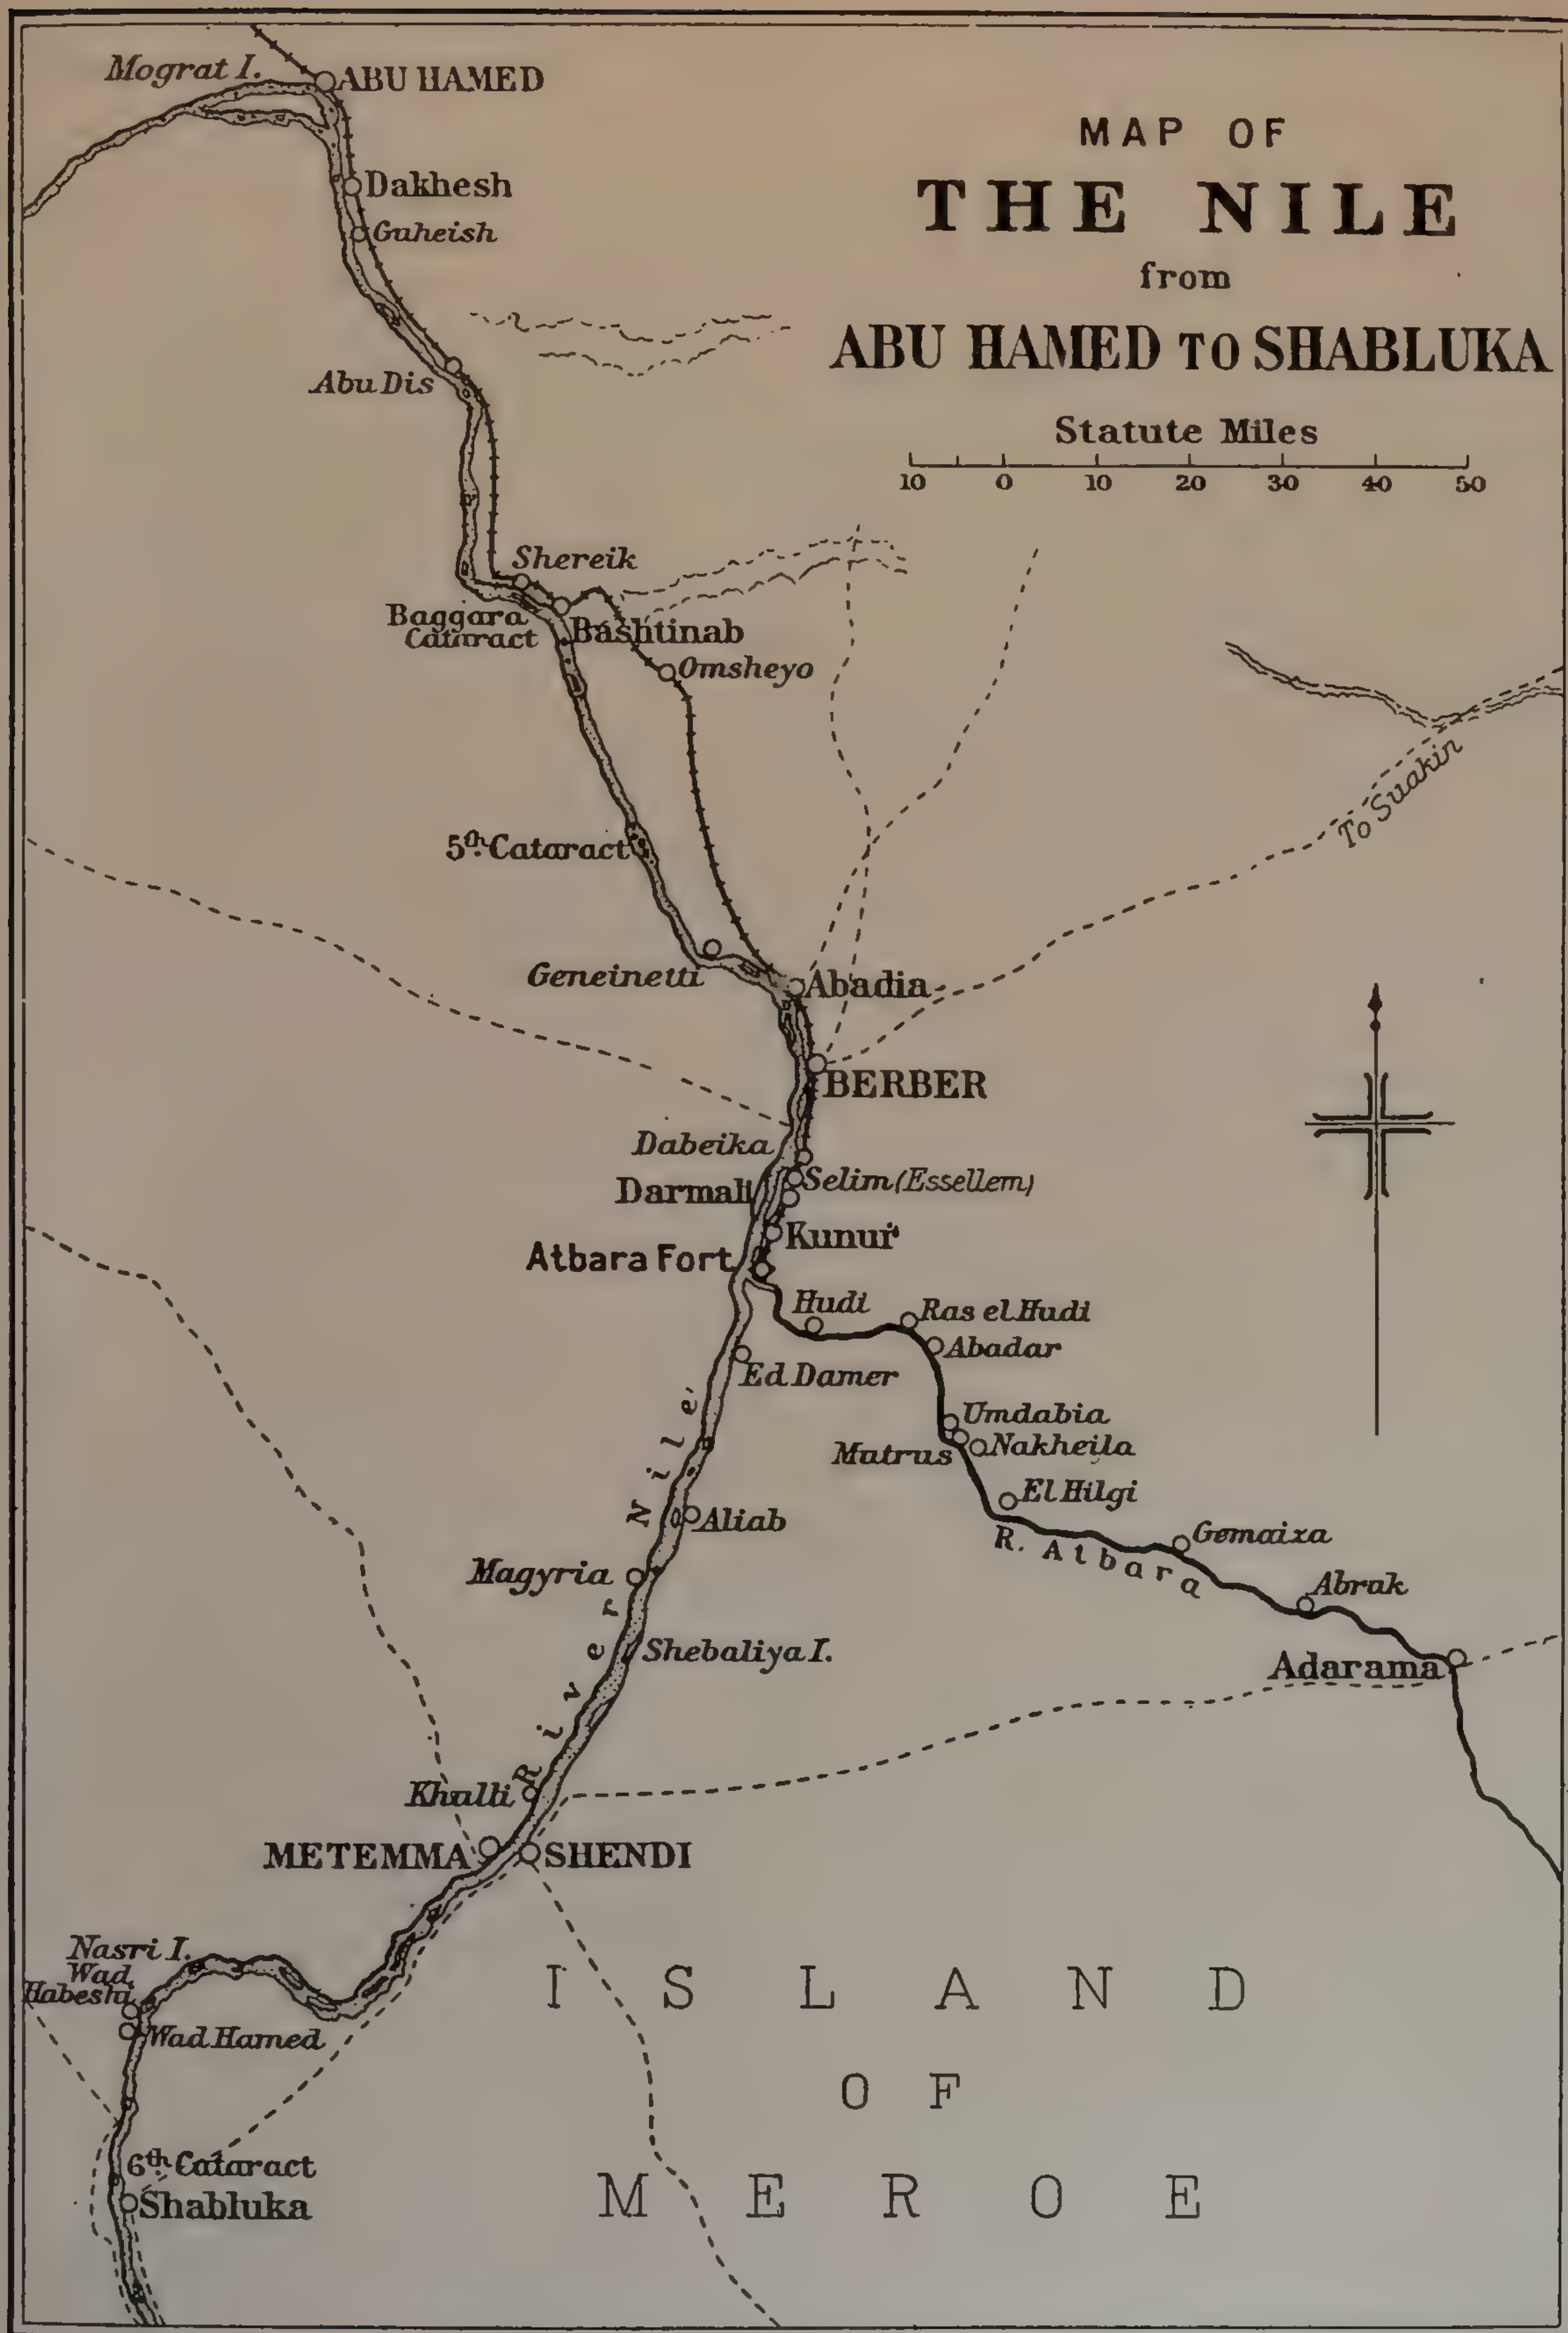 MAP OF
THE NILE
from
ABU HAMED TO SHABLUKA
Statute Miles
10 0 10 20 30 40 50
Mograt I.
ABU HAMED
Dakhesh
Guheish
Abu Dis
Shereik
Baggara
Cataract
Bashtinab
Omsheyo
To Suakin
5th Cataract
Geneinetti
Abadia
BERBER
Dabeika
Selim (Essellem)
Darmali
Kunur
Atbara Fort
Hudi
Ras el Hudi
Abadar
Ed Damer
Umdabia
Mutrus
Nakheila
El Hilgi
R. Atbara
Gemaiza
Abrak
Adarama
River Nile
Aliab
Magyria
Shebaliya I.
Khulli
METEMMA
SHENDI
Nasri I.
Wad
Habeshi
Wad Hamed
6th Cataract
Shabluka
ISLAND
OF
MEROE